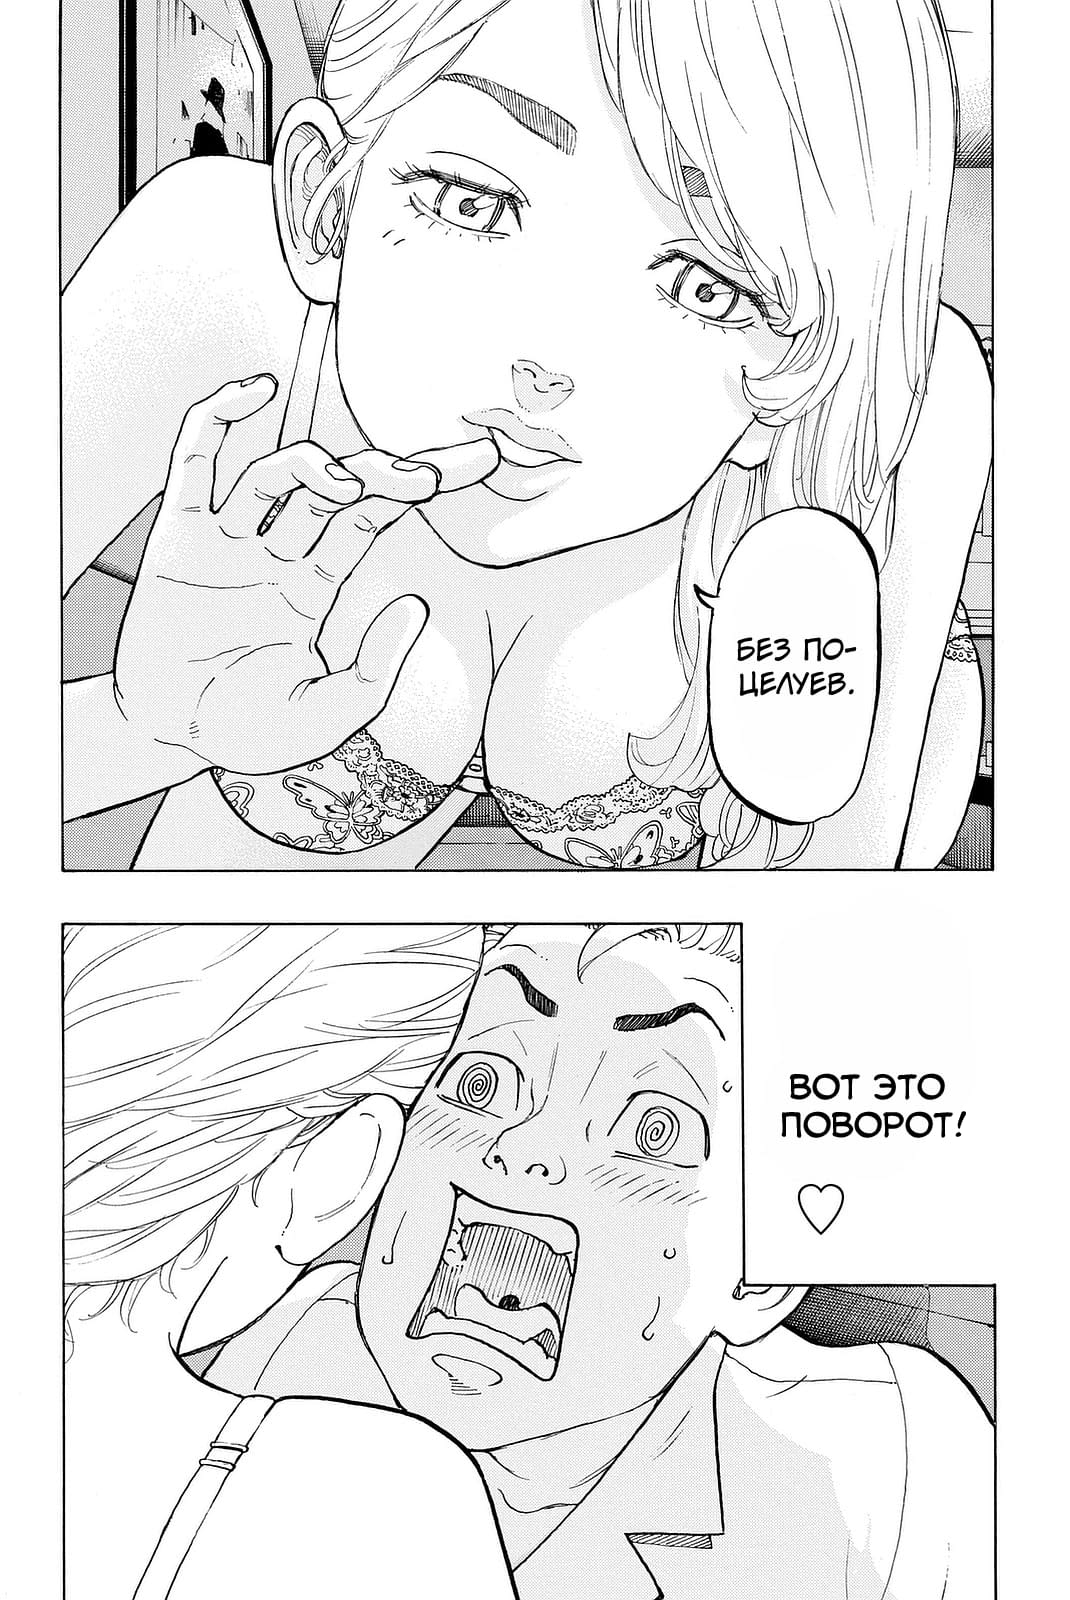 БЕЗ ПО-
ЦЕЛУЕВ.
ВОТ ЭТО
ПОВОРОТ!
♡